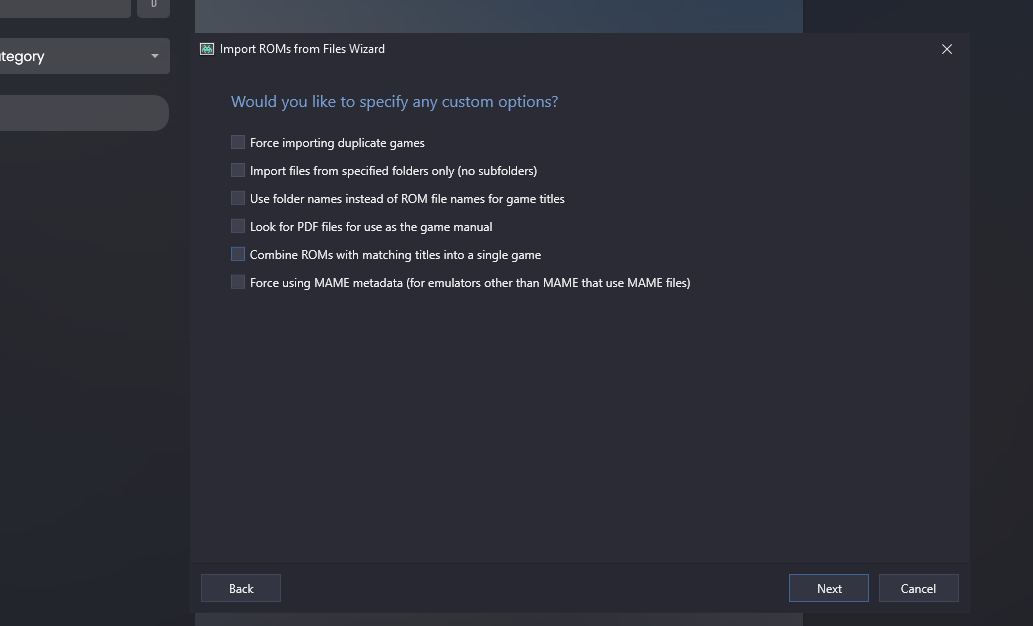 tegory
Import ROMs from Files Wizard
Would you like to specify any custom options?
Force importing duplicate games
Import files from specified folders only (no subfolders)
Use folder names instead of ROM file names for game titles
Look for PDF files for use as the game manual
Combine ROMs with matching titles into a single game
Force using MAME metadata (for emulators other than MAME that use MAME files)
Back
Next
Cancel